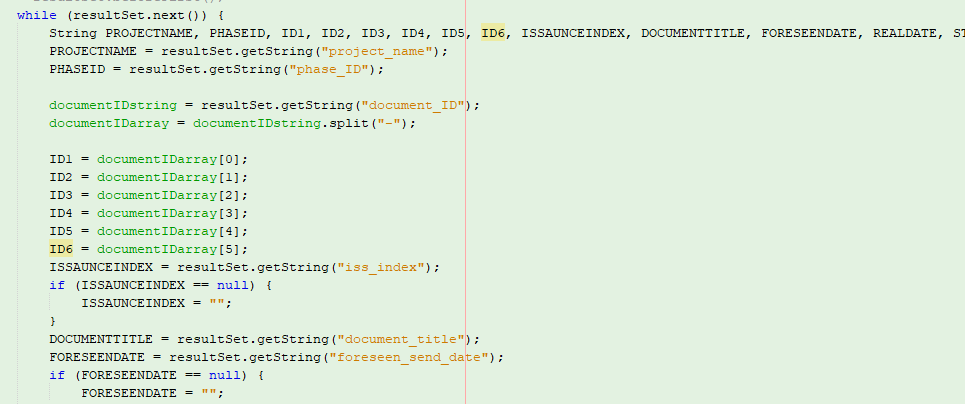 while (resultSet.next()) {
String PROJECTNAME, PHASEID, ID1, ID2, ID3, ID4, ID5, ID6, ISSAUNCEINDEX, DOCUMENTTITLE, FORESEENDATE, REALDATE, ST
PROJECTNAME = resultSet.getString("project_name");
PHASEID = resultSet.getString("phase_ID");
documentIDstring = resultSet.getString("document_ID");
documentIDarray = documentIDstring.split("-");
ID1 = documentIDarray[0];
ID2 = documentIDarray[1];
ID3 = documentIDarray[2];
ID4 = documentIDarray[3];
ID5 = documentIDarray[4];
ID6 = documentIDarray[5];
ISSAUNCEINDEX = resultSet.getString("iss_index");
if (ISSAUNCEINDEX == null) {
ISSAUNCEINDEX = "";
}
DOCUMENTTITLE = resultSet.getString("document_title");
FORESEENDATE = resultSet.getString("foreseen_send_date");
if (FORESEENDATE == null) {
FORESEENDATE = "";